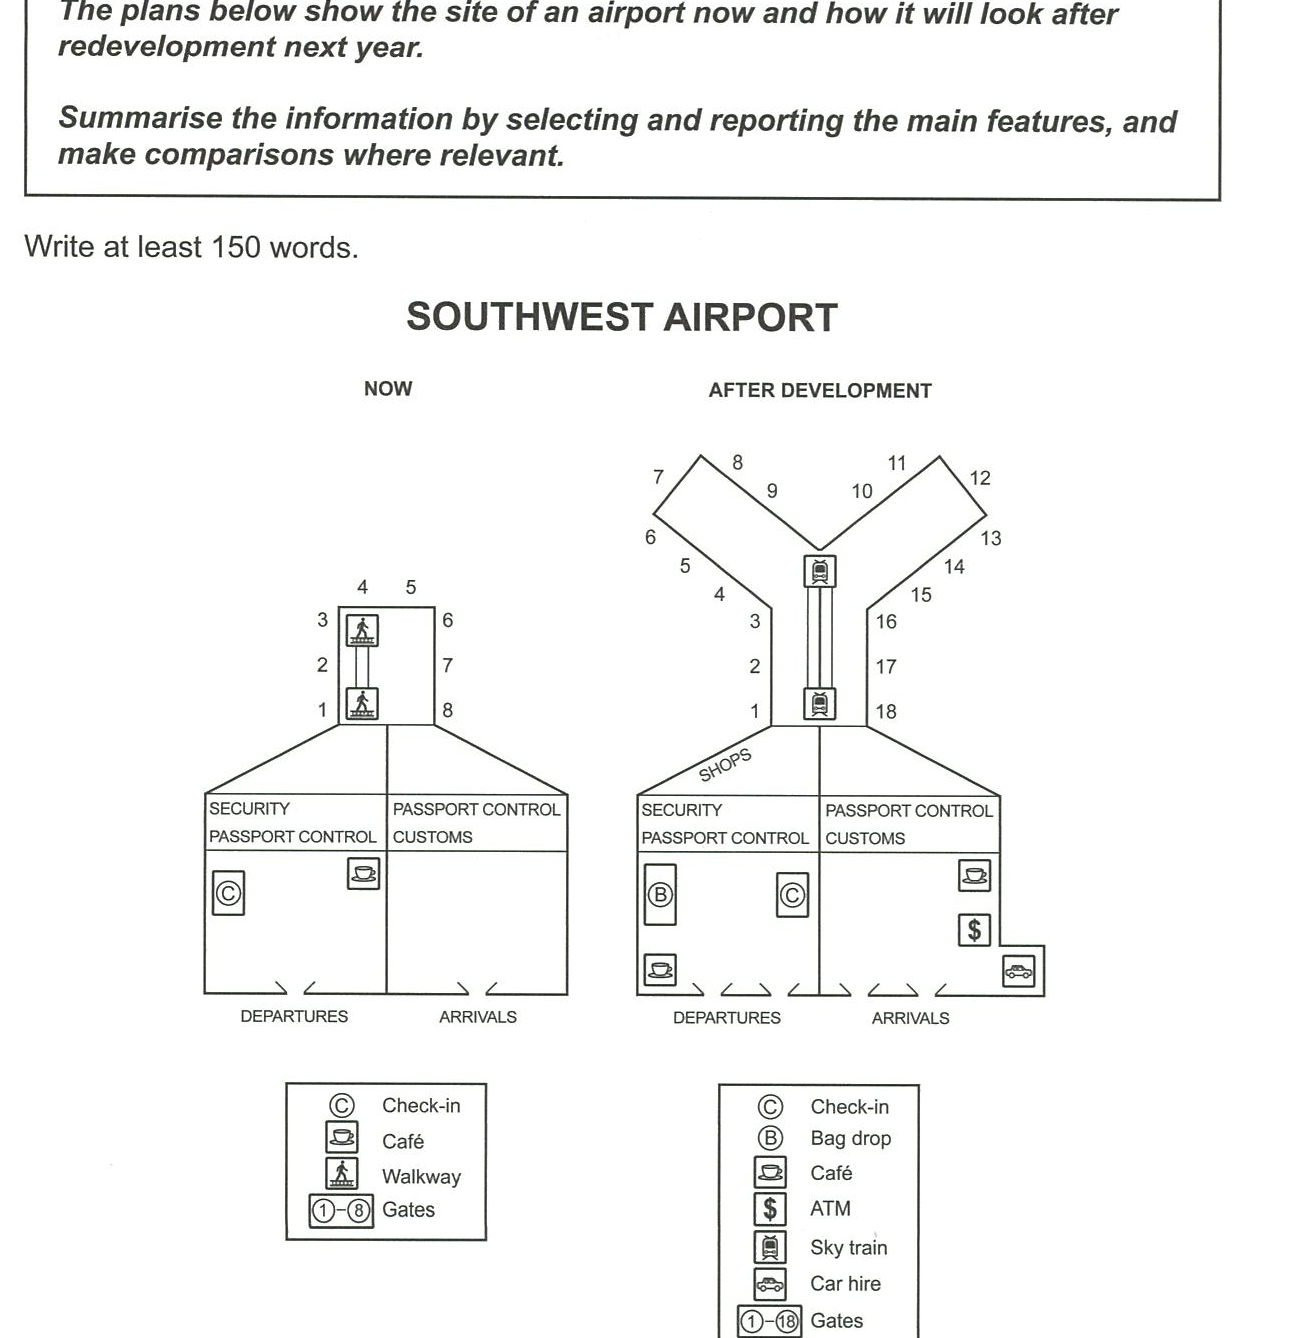 The plans below show the site of an airport now and how it will look after
redevelopment next year.
Summarise the information by selecting and reporting the main features, and
make comparisons where relevant.
Write at least 150 words.
SOUTHWEST AIRPORT
NOW
4 5
3 6
2 7
1 8
SECURITY
PASSPORT CONTROL
PASSPORT CONTROL
CUSTOMS
C
DEPARTURES
ARRIVALS
C Check-in
Café
Walkway
1-8 Gates
AFTER DEVELOPMENT
8 11
7 12
9 10
6 13
5 14
4 15
3 16
2 17
1 18
SHOPS
SECURITY
PASSPORT CONTROL
PASSPORT CONTROL
CUSTOMS
B
C
$
DEPARTURES
ARRIVALS
C Check-in
B Bag drop
Café
$ ATM
Sky train
Car hire
1-18 Gates